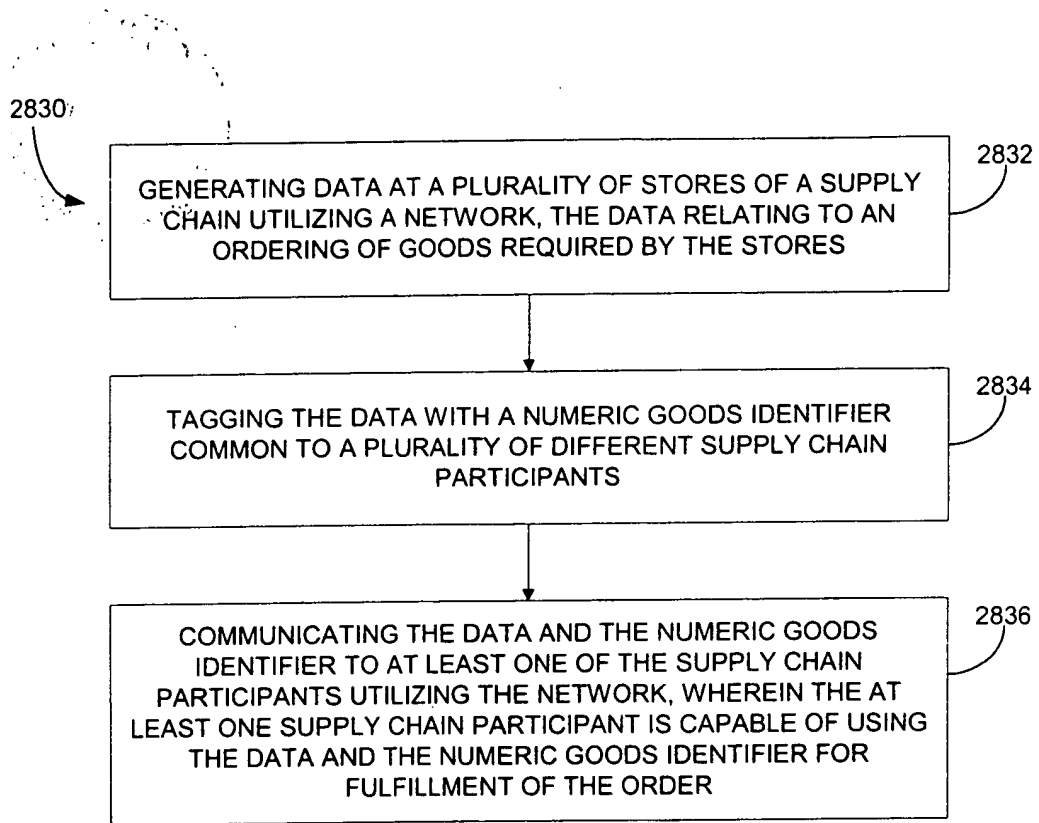 2830
2832
GENERATING DATA AT A PLURALITY OF STORES OF A SUPPLY
CHAIN UTILIZING A NETWORK, THE DATA RELATING TO AN
ORDERING OF GOODS REQUIRED BY THE STORES
2834
TAGGING THE DATA WITH A NUMERIC GOODS IDENTIFIER
COMMON TO A PLURALITY OF DIFFERENT SUPPLY CHAIN
PARTICIPANTS
2836
COMMUNICATING THE DATA AND THE NUMERIC GOODS
IDENTIFIER TO AT LEAST ONE OF THE SUPPLY CHAIN
PARTICIPANTS UTILIZING THE NETWORK, WHEREIN THE AT
LEAST ONE SUPPLY CHAIN PARTICIPANT IS CAPABLE OF USING
THE DATA AND THE NUMERIC GOODS IDENTIFIER FOR
FULFILLMENT OF THE ORDER